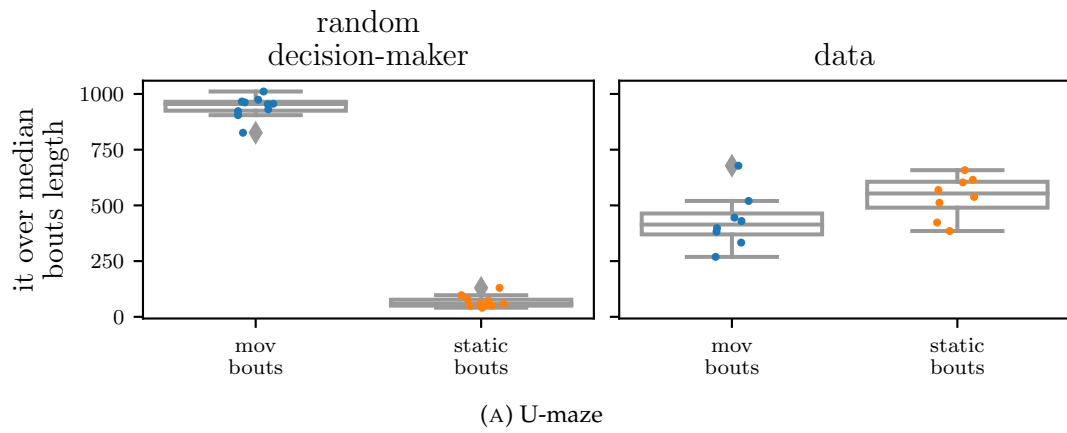 random
decision-maker
data
it over median
bouts length
1000
750
500
250
0
mov
bouts
static
bouts
mov
bouts
static
bouts
(A) U-maze